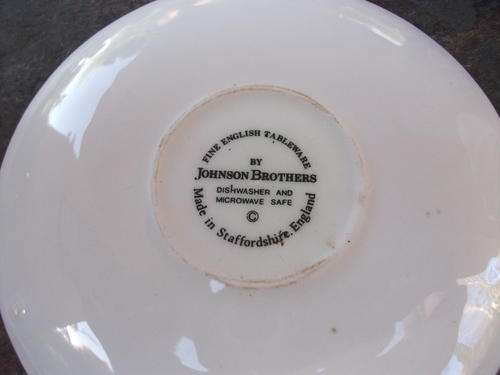 FINE ENGLISH TABLEWARE
BY
JOHNSON BROTHERS
DISHWASHER AND
MICROWAVE SAFE
©
Made in Staffordshire, England